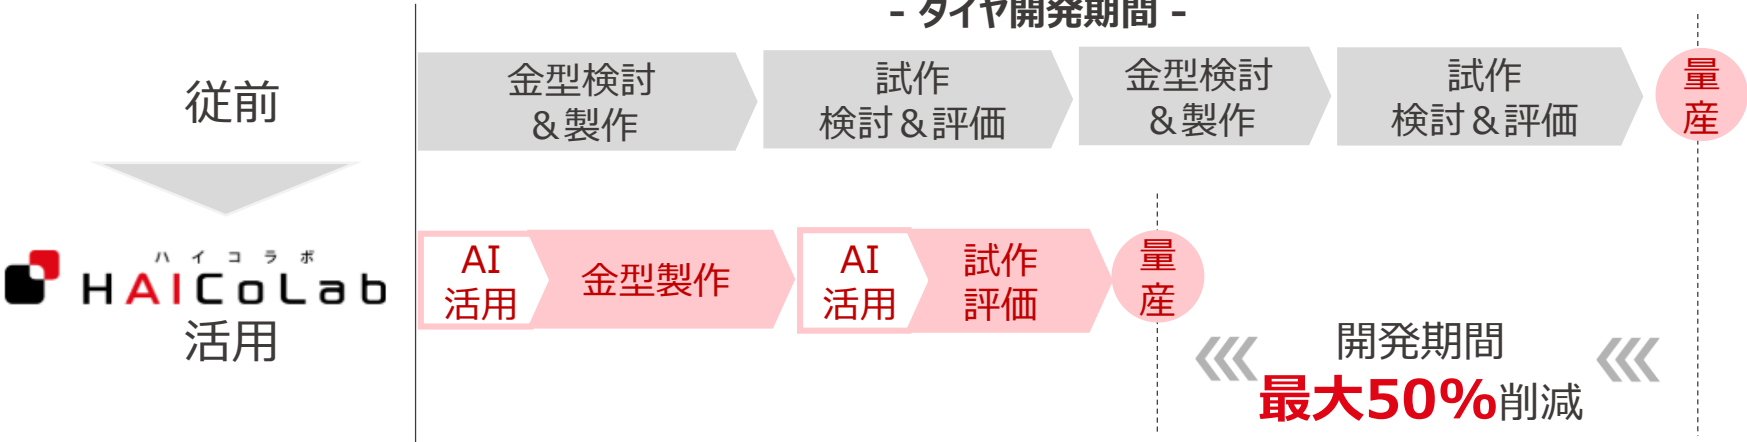 - タイヤ開発期間 -
従前
金型検討
＆製作
試作
検討＆評価
金型検討
＆製作
試作
検討＆評価
量
産
ハイコラボ
HAICoLab
活用
AI
活用
金型製作
AI
活用
試作
評価
量
産
開発期間
最大50%削減